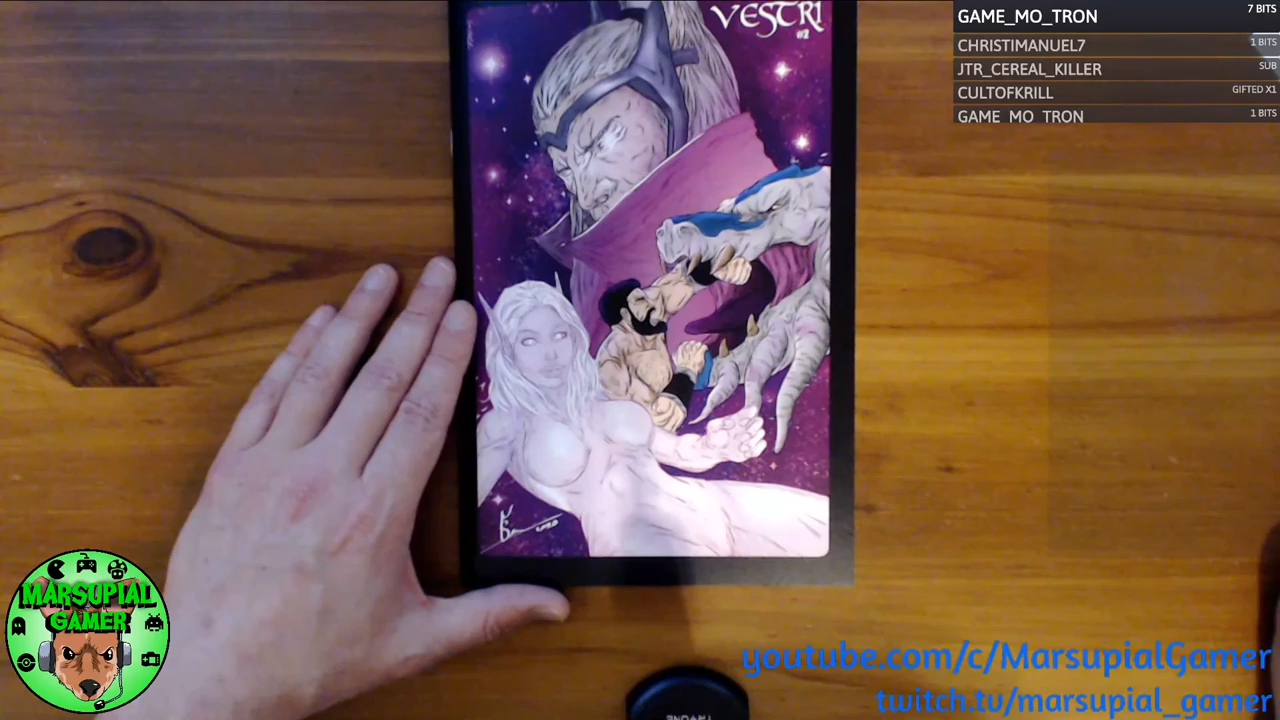 VESTRI
#2
GAME_MO_TRON 7 BITS
CHRISTIMANUEL7 1 BITS
JTR_CEREAL_KILLER SUB
CULTOFKRILL GIFTED X1
GAME_MO_TRON 1 BITS
MARSUPIAL
GAMER
youtube.com/c/MarsupialGamer
twitch.tv/marsupial_gamer